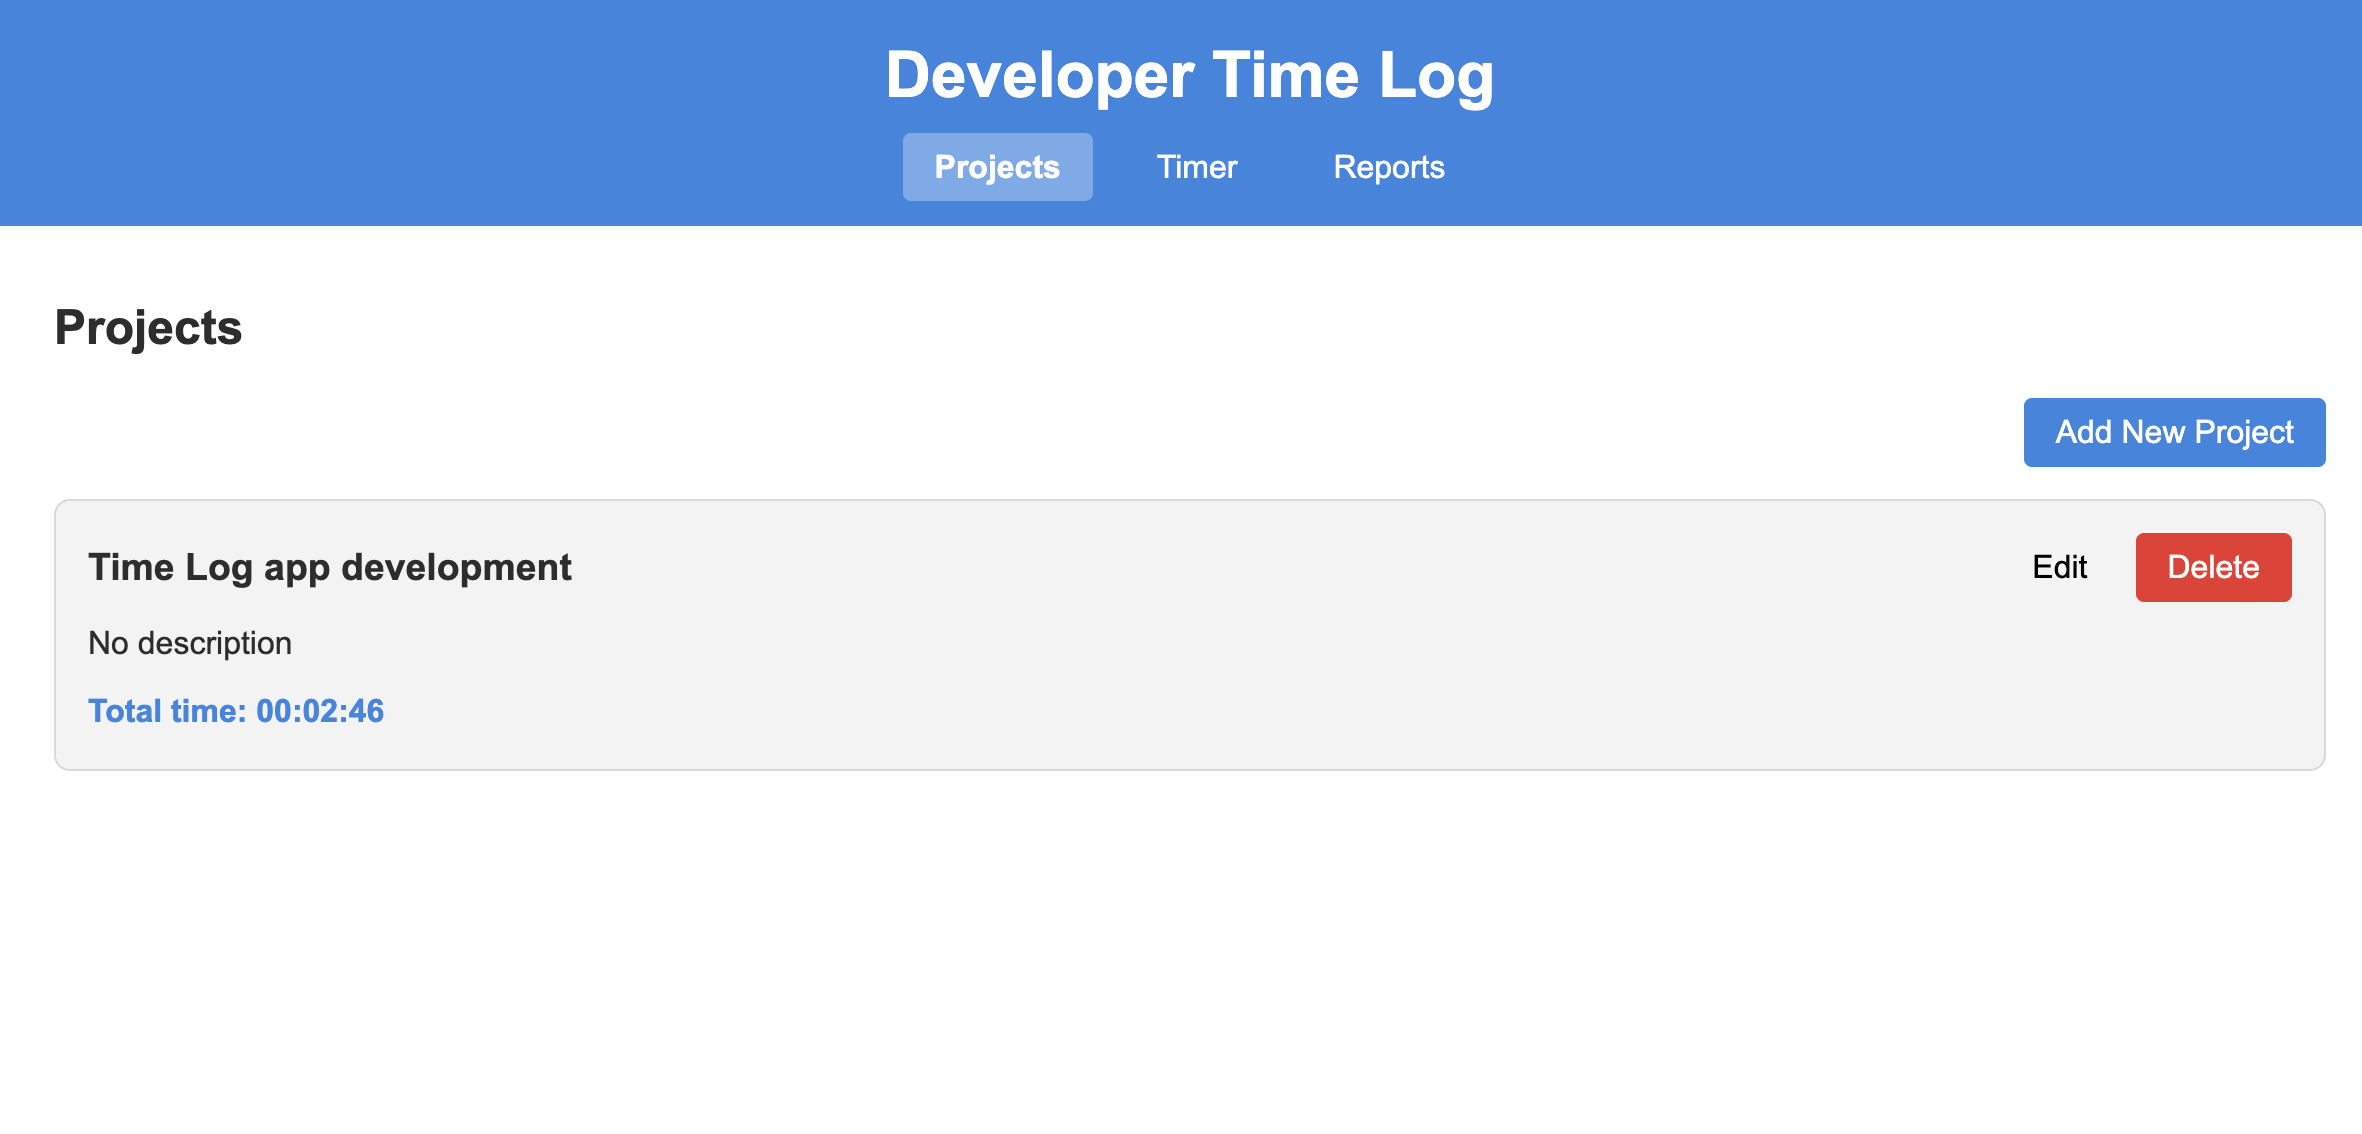 Developer Time Log
Projects Timer Reports
Projects
Add New Project
Time Log app development Edit Delete
No description
Total time: 00:02:46